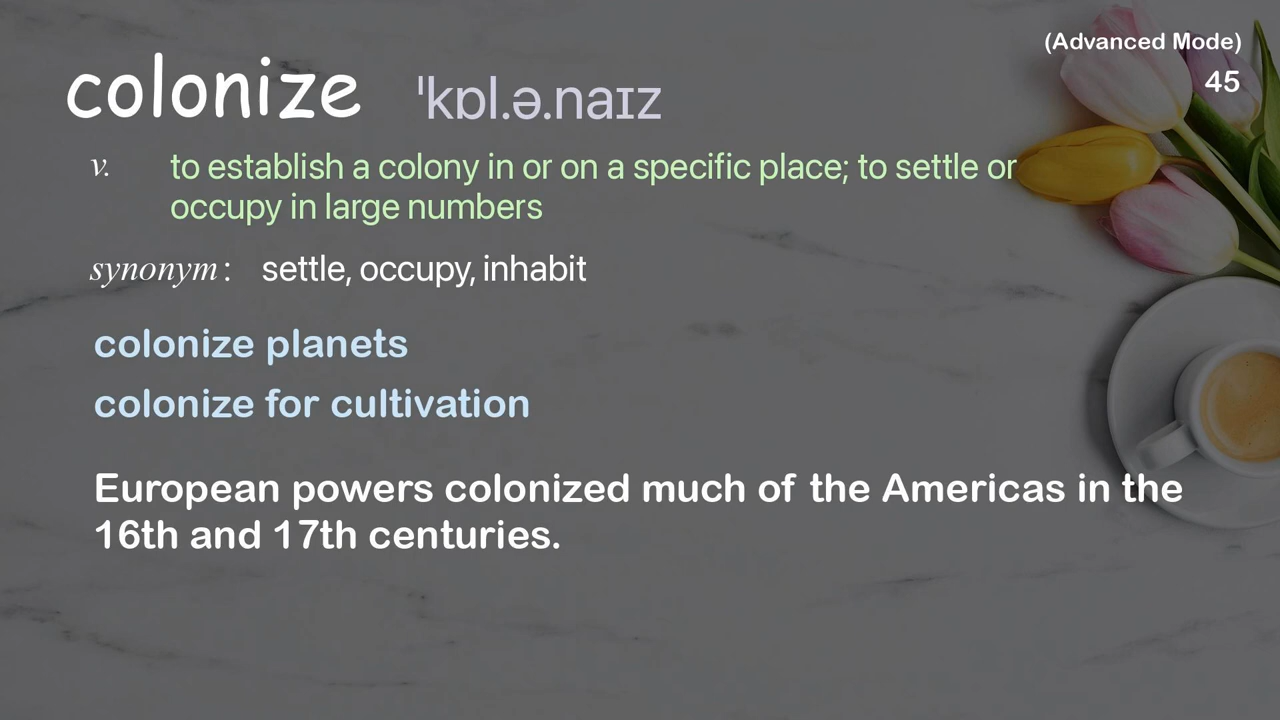 (Advanced Mode)
45
colonize ˈkɒl.ə.naɪz
v. to establish a colony in or on a specific place; to settle or
occupy in large numbers
synonym: settle, occupy, inhabit
colonize planets
colonize for cultivation
European powers colonized much of the Americas in the
16th and 17th centuries.